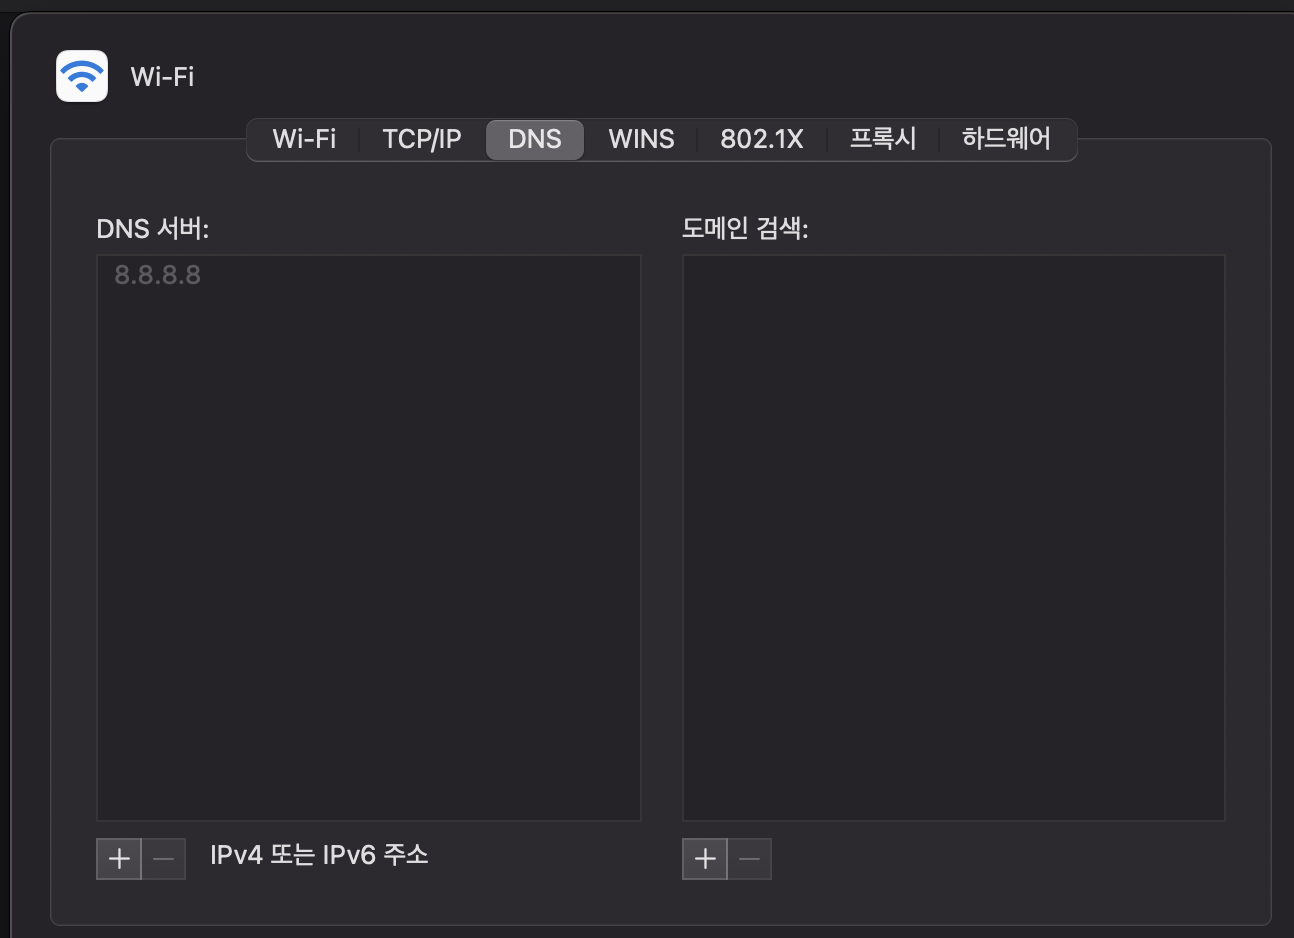 Wi-Fi
Wi-Fi TCP/IP DNS WINS 802.1X 프록시 하드웨어
DNS 서버:
8.8.8.8
도메인 검색:
+ − IPv4 또는 IPv6 주소
+ −